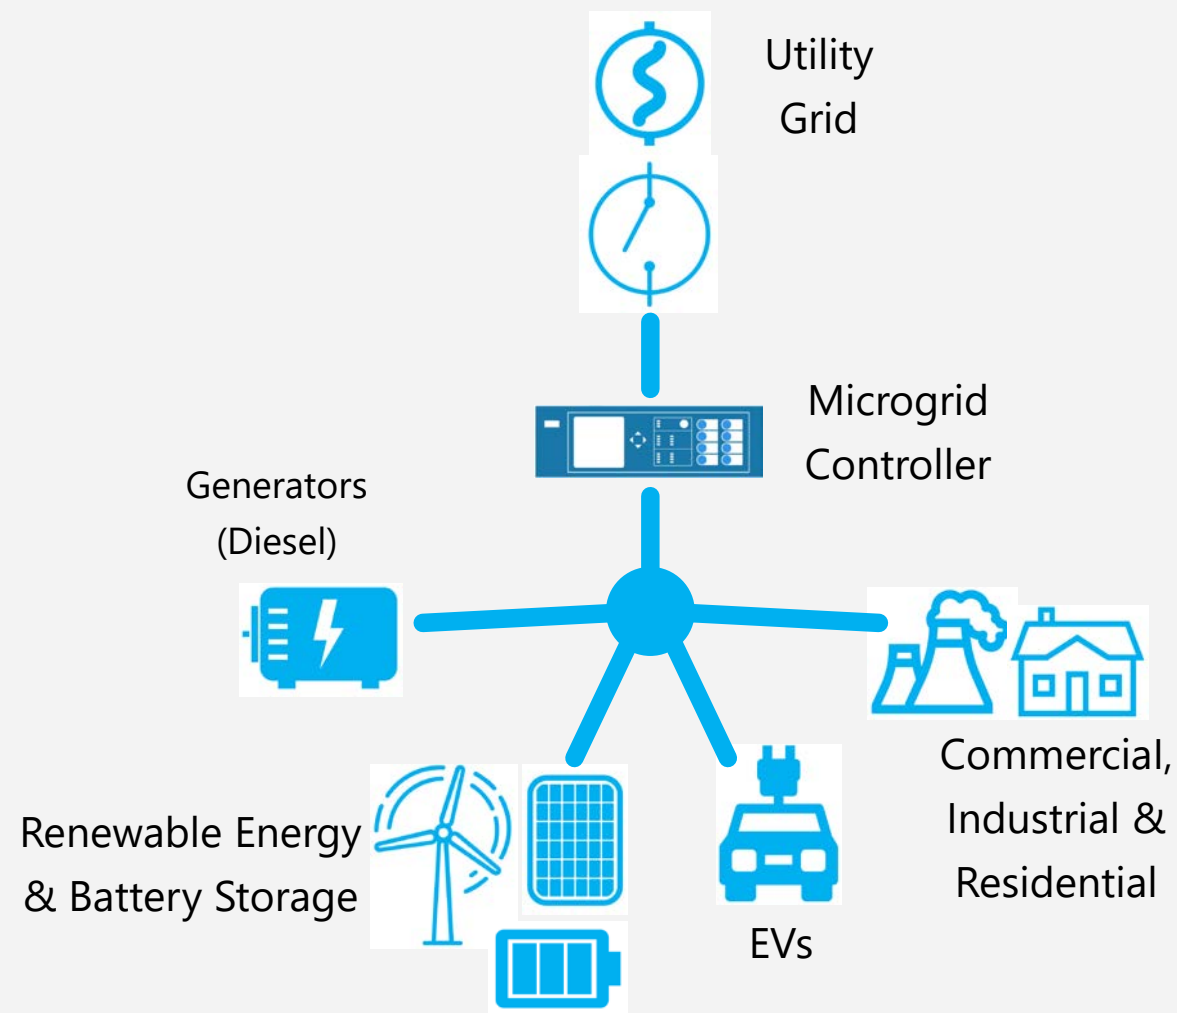 Utility
Grid
Microgrid
Controller
Generators
(Diesel)
Commercial,
Industrial &
Residential
Renewable Energy
& Battery Storage
EVs